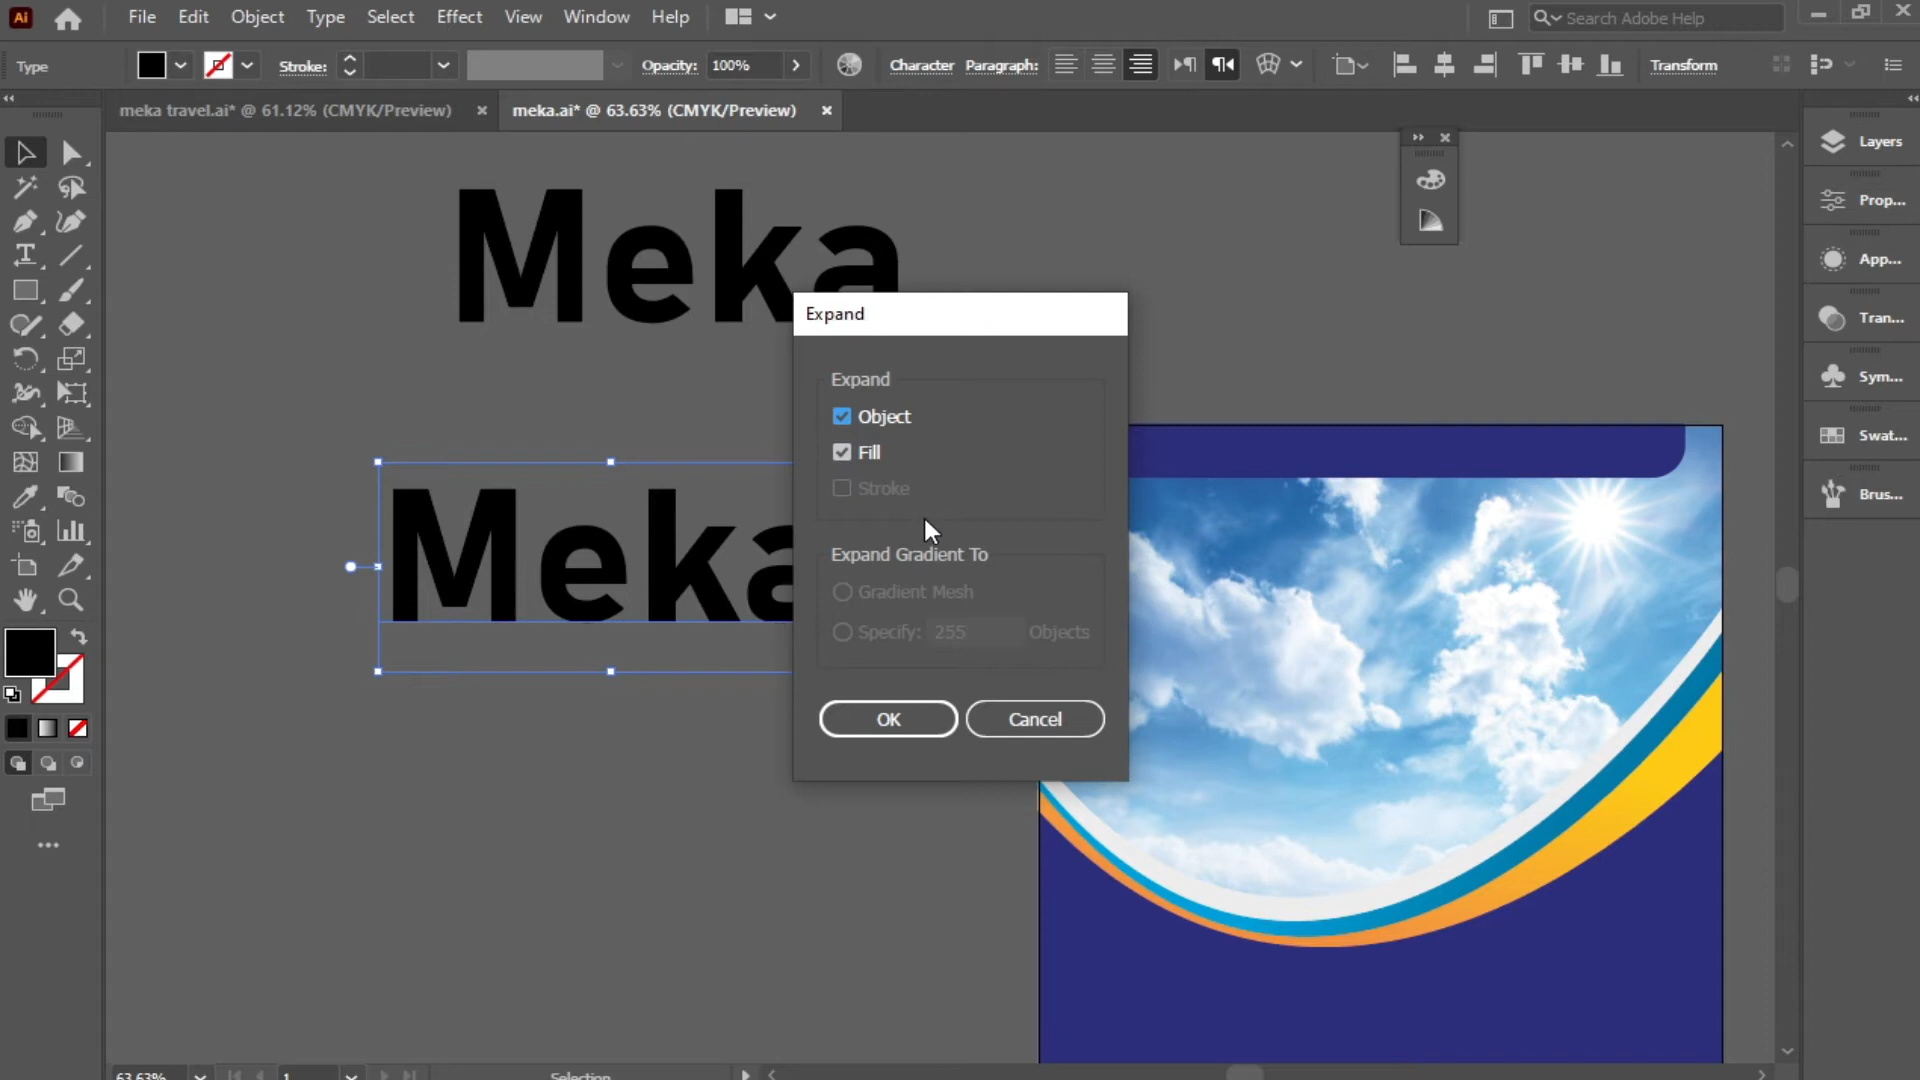 Ai
File Edit Object Type Select Effect View Window Help
Search Adobe Help
Type
Stroke:
Opacity: 100%
Character Paragraph:
Transform
meka travel.ai* @ 61.12% (CMYK/Preview)
meka.ai* @ 63.63% (CMYK/Preview)
Layers
Prop...
App...
Tran...
Sym...
Swat...
Brus...
Meka
Meka
Expand
Expand
Object
Fill
Stroke
Expand Gradient To
Gradient Mesh
Specify: 255 Objects
OK Cancel
63.63% 1 Selection